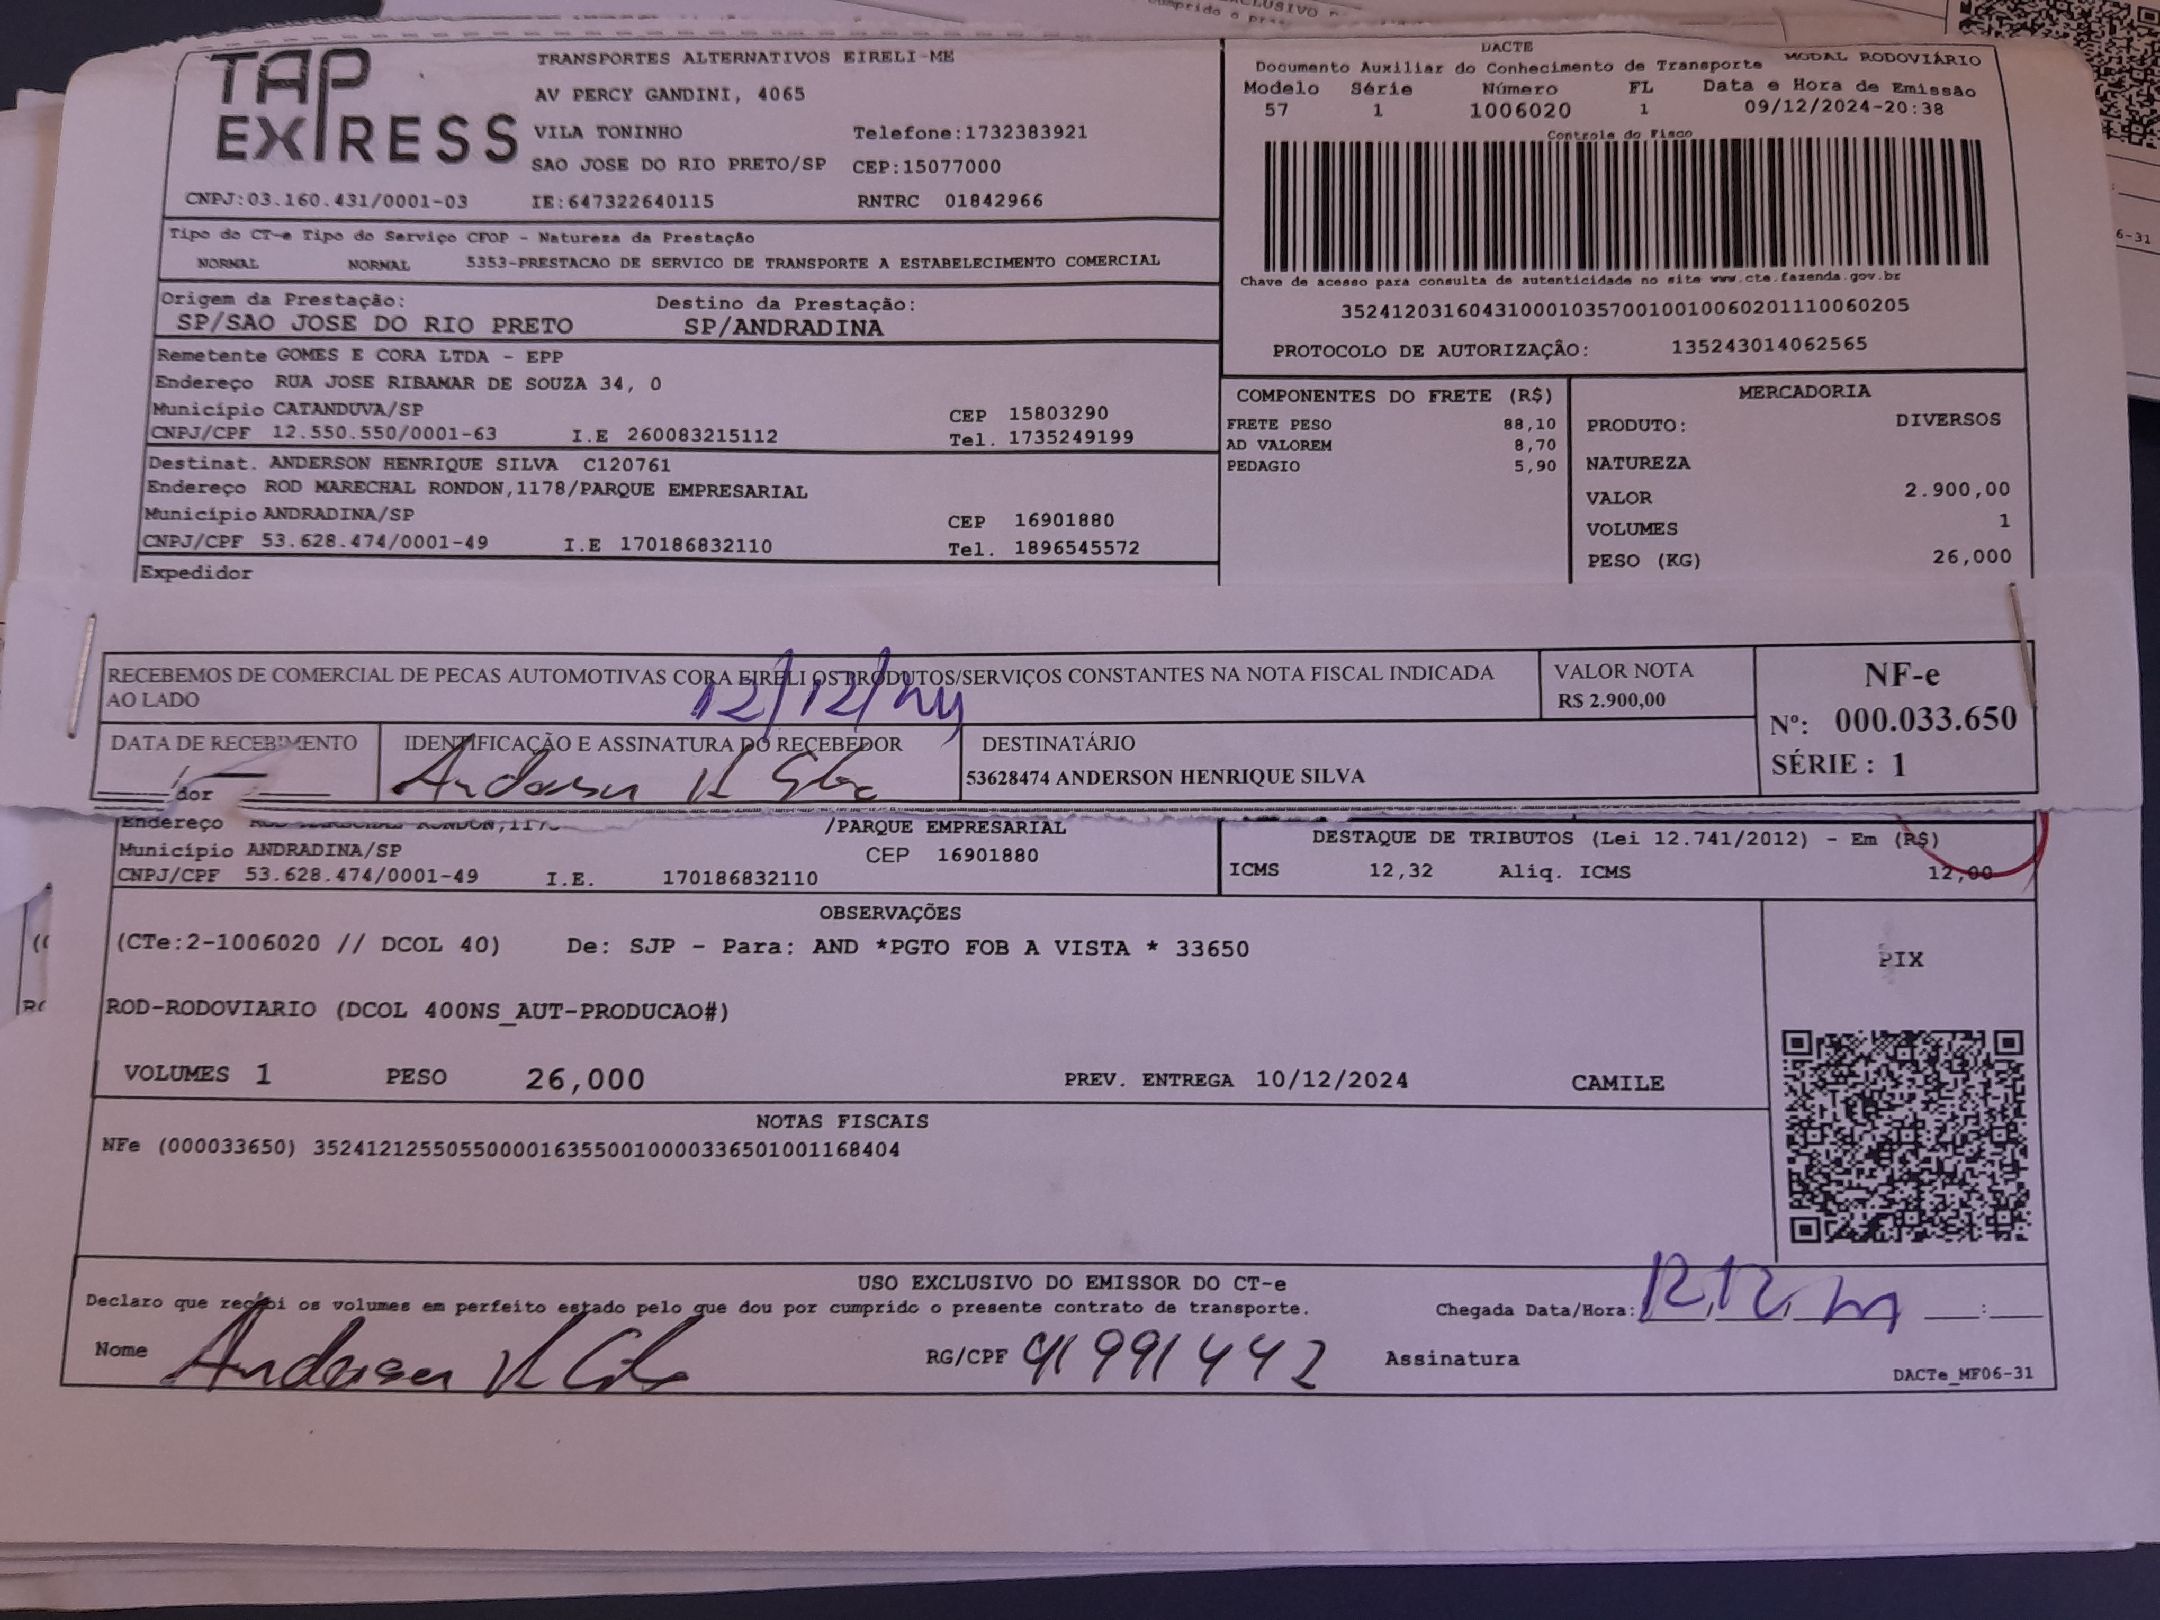 TAP EXPRESS
TRANSPORTES ALTERNATIVOS EIRELI-ME
AV PERCY GANDINI, 4065
VILA TONINHO Telefone:1732383921
SAO JOSE DO RIO PRETO/SP CEP:15077000
CNPJ:03.160.431/0001-03 IE:647322640115 RNTRC 01842966
Tipo do CT-e Tipo do Serviço CFOP - Natureza da Prestação
NORMAL NORMAL 5353-PRESTACAO DE SERVICO DE TRANSPORTE A ESTABELECIMENTO COMERCIAL
Origem da Prestação: Destino da Prestação:
SP/SAO JOSE DO RIO PRETO SP/ANDRADINA
Remetente GOMES E CORA LTDA - EPP
Endereço RUA JOSE RIBAMAR DE SOUZA 34, 0
Município CATANDUVA/SP CEP 15803290
CNPJ/CPF 12.550.550/0001-63 I.E 260083215112 Tel. 1735249199
Destinat. ANDERSON HENRIQUE SILVA C120761
Endereço ROD MARECHAL RONDON,1178/PARQUE EMPRESARIAL
Município ANDRADINA/SP CEP 16901880
CNPJ/CPF 53.628.474/0001-49 I.E 170186832110 Tel. 1896545572
Expedidor
DACTE
Documento Auxiliar do Conhecimento de Transporte MODAL RODOVIÁRIO
Modelo Série Número FL Data e Hora de Emissão
57 1 1006020 1 09/12/2024-20:38
Controle do Fisco
Chave de acesso para consulta de autenticidade no site www.cte.fazenda.gov.br
35241203160431000103570010010060201110060205
PROTOCOLO DE AUTORIZAÇÃO: 135243014062565
COMPONENTES DO FRETE (R$)
FRETE PESO 88,10
AD VALOREM 8,70
PEDAGIO 5,90
MERCADORIA
PRODUTO: DIVERSOS
NATUREZA
VALOR 2.900,00
VOLUMES 1
PESO (KG) 26,000
RECEBEMOS DE COMERCIAL DE PECAS AUTOMOTIVAS CORA EIRELI OS PRODUTOS/SERVIÇOS CONSTANTES NA NOTA FISCAL INDICADA
AO LADO
12/12/24
VALOR NOTA
R$ 2.900,00
NF-e
Nº: 000.033.650
SÉRIE : 1
DATA DE RECEBIMENTO IDENTIFICAÇÃO E ASSINATURA DO RECEBEDOR DESTINATÁRIO
Anderson H Silva 53628474 ANDERSON HENRIQUE SILVA
dor
Endereço ROD MARECHAL RONDON,117 /PARQUE EMPRESARIAL
Município ANDRADINA/SP CEP 16901880
CNPJ/CPF 53.628.474/0001-49 I.E. 170186832110
DESTAQUE DE TRIBUTOS (Lei 12.741/2012) - Em (R$)
ICMS 12,32 Aliq. ICMS 12,00
OBSERVAÇÕES
(CTe:2-1006020 // DCOL 40) De: SJP - Para: AND *PGTO FOB A VISTA * 33650
ROD-RODOVIARIO (DCOL 400NS_AUT-PRODUCAO#)
VOLUMES 1 PESO 26,000 PREV. ENTREGA 10/12/2024 CAMILE
PIX
NOTAS FISCAIS
NFe (000033650) 35241212550550000163550010000336501001168404
USO EXCLUSIVO DO EMISSOR DO CT-e
Declaro que recebi os volumes em perfeito estado pelo que dou por cumprido o presente contrato de transporte. Chegada Data/Hora: 12 12 24 __:__
Nome Anderson H Silva RG/CPF 419914442 Assinatura
DACTe_MF06-31